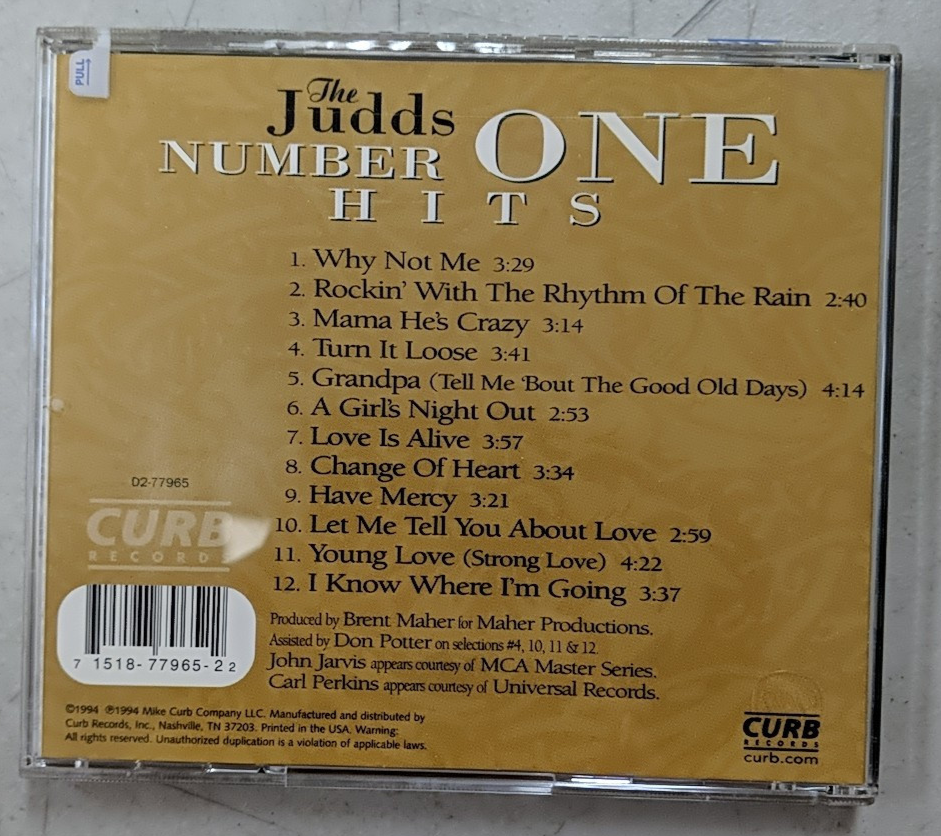 PULL
The
Judds
NUMBER ONE
HITS
1. Why Not Me 3:29
2. Rockin' With The Rhythm Of The Rain 2:40
3. Mama He's Crazy 3:14
4. Turn It Loose 3:41
5. Grandpa (Tell Me 'Bout The Good Old Days) 4:14
6. A Girl's Night Out 2:53
7. Love Is Alive 3:57
8. Change Of Heart 3:34
9. Have Mercy 3:21
10. Let Me Tell You About Love 2:59
11. Young Love (Strong Love) 4:22
12. I Know Where I'm Going 3:37
D2-77965
CURB
RECORD
7 1518-77965-2 2
Produced by Brent Maher for Maher Productions.
Assisted by Don Potter on selections #4, 10, 11 & 12.
John Jarvis appears courtesy of MCA Master Series.
Carl Perkins appears courtesy of Universal Records.
©1994 ℗1994 Mike Curb Company LLC. Manufactured and distributed by
Curb Records, Inc., Nashville, TN 37203. Printed in the USA. Warning:
All rights reserved. Unauthorized duplication is a violation of applicable laws.
CURB
RECORDS
curb.com